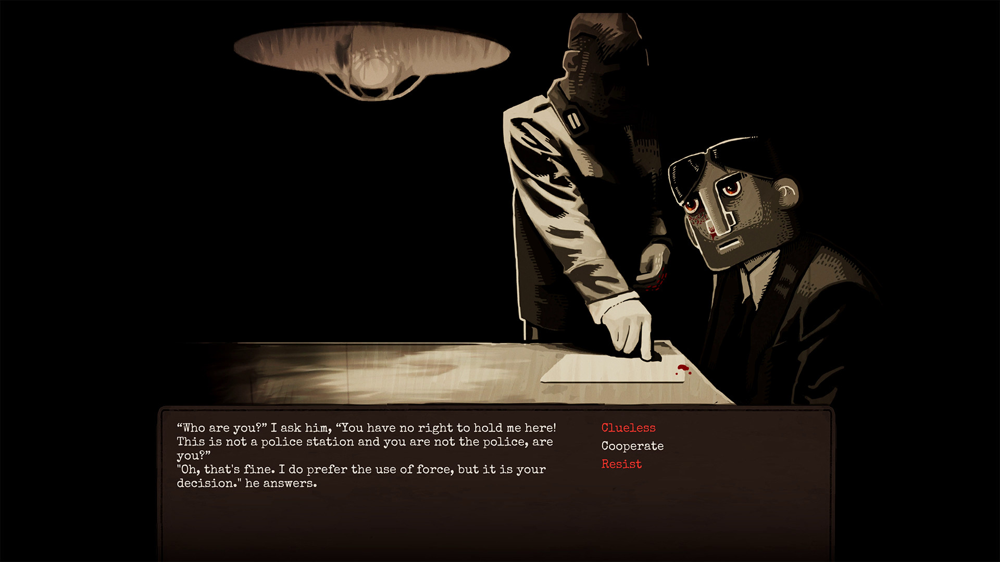 “Who are you?” I ask him, “You have no right to hold me here!
This is not a police station and you are not the police, are
you?”
"Oh, that's fine. I do prefer the use of force, but it is your
decision." he answers.
Clueless
Cooperate
Resist